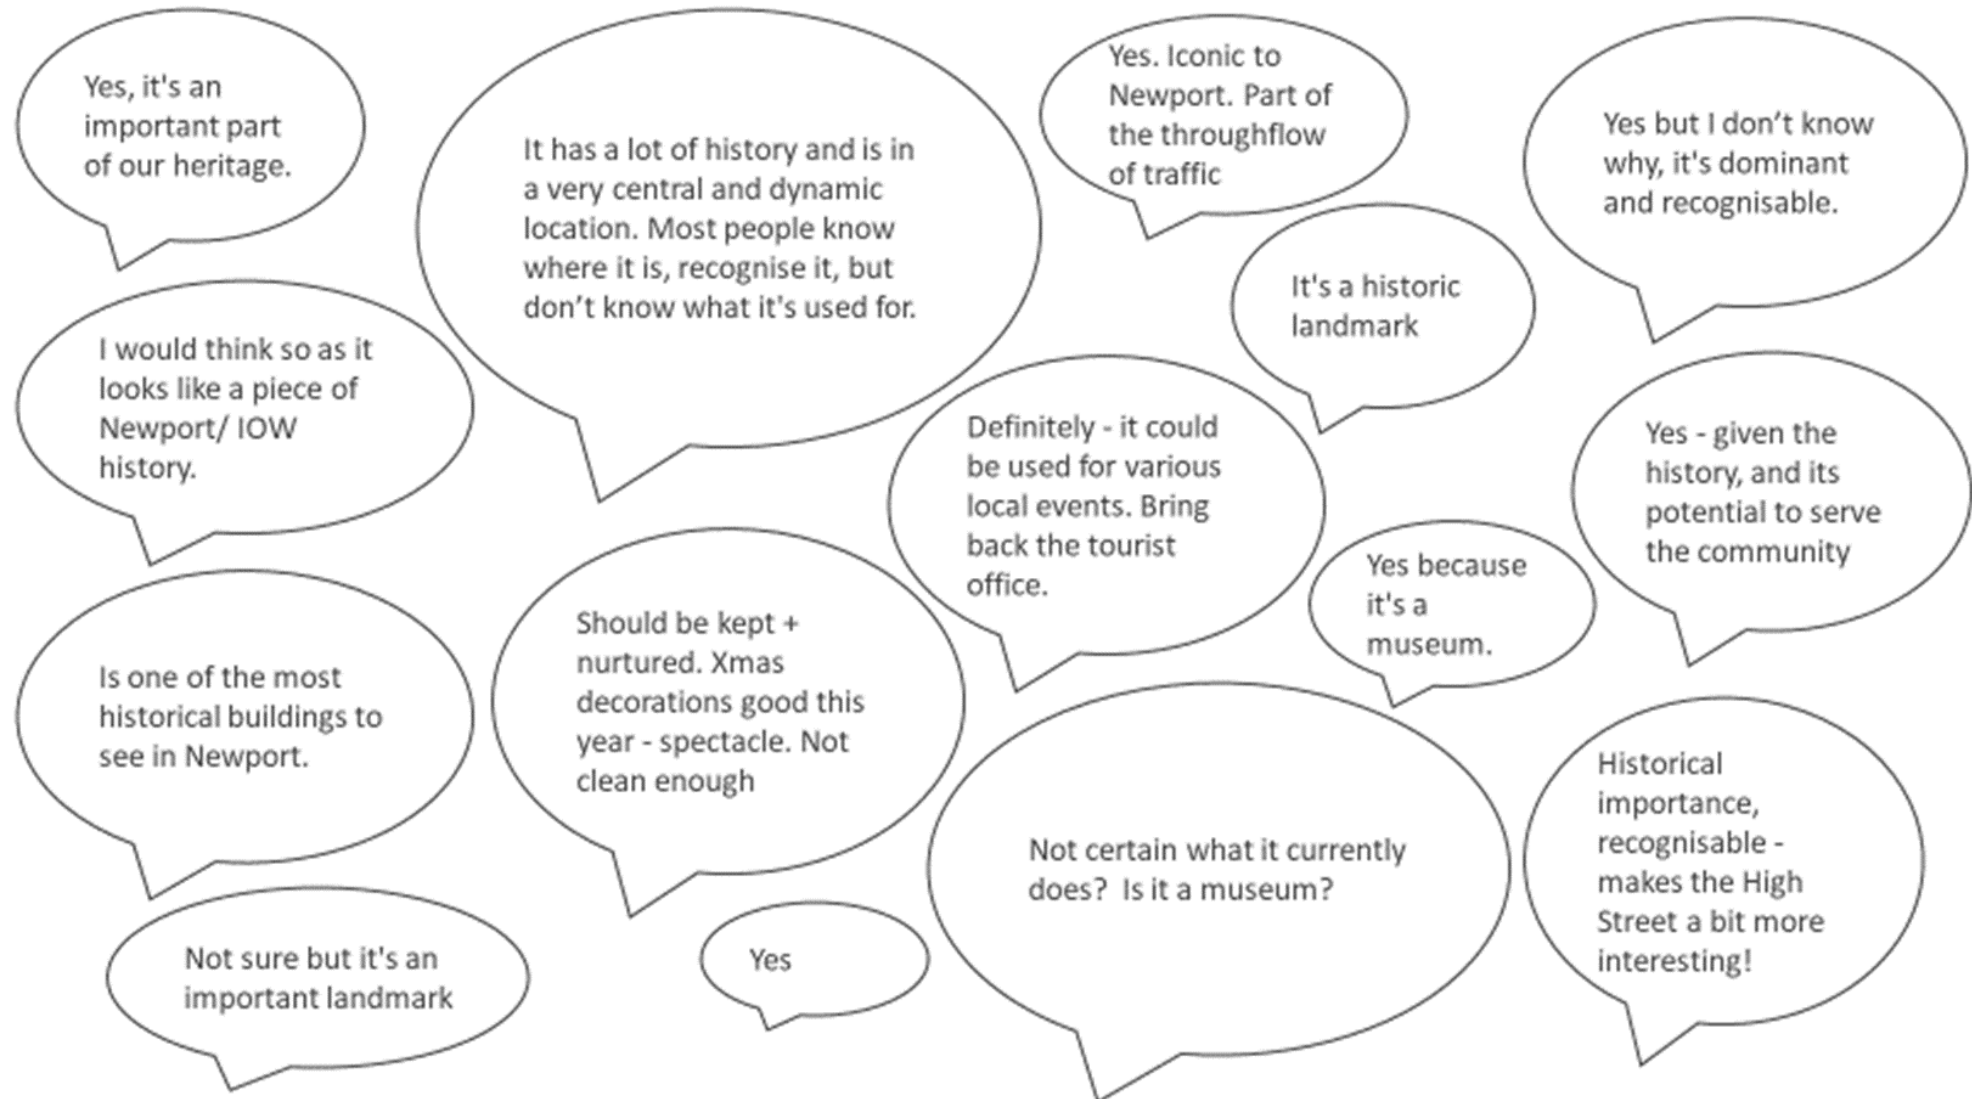 Yes, it's an
important part
of our heritage.
It has a lot of history and is in
a very central and dynamic
location. Most people know
where it is, recognise it, but
don’t know what it's used for.
Yes. Iconic to
Newport. Part of
the throughflow
of traffic
Yes but I don’t know
why, it's dominant
and recognisable.
It's a historic
landmark
I would think so as it
looks like a piece of
Newport/ IOW
history.
Definitely - it could
be used for various
local events. Bring
back the tourist
office.
Yes - given the
history, and its
potential to serve
the community
Yes because
it's a
museum.
Is one of the most
historical buildings to
see in Newport.
Should be kept +
nurtured. Xmas
decorations good this
year - spectacle. Not
clean enough
Not certain what it currently
does?  Is it a museum?
Historical
importance,
recognisable -
makes the High
Street a bit more
interesting!
Not sure but it's an
important landmark
Yes